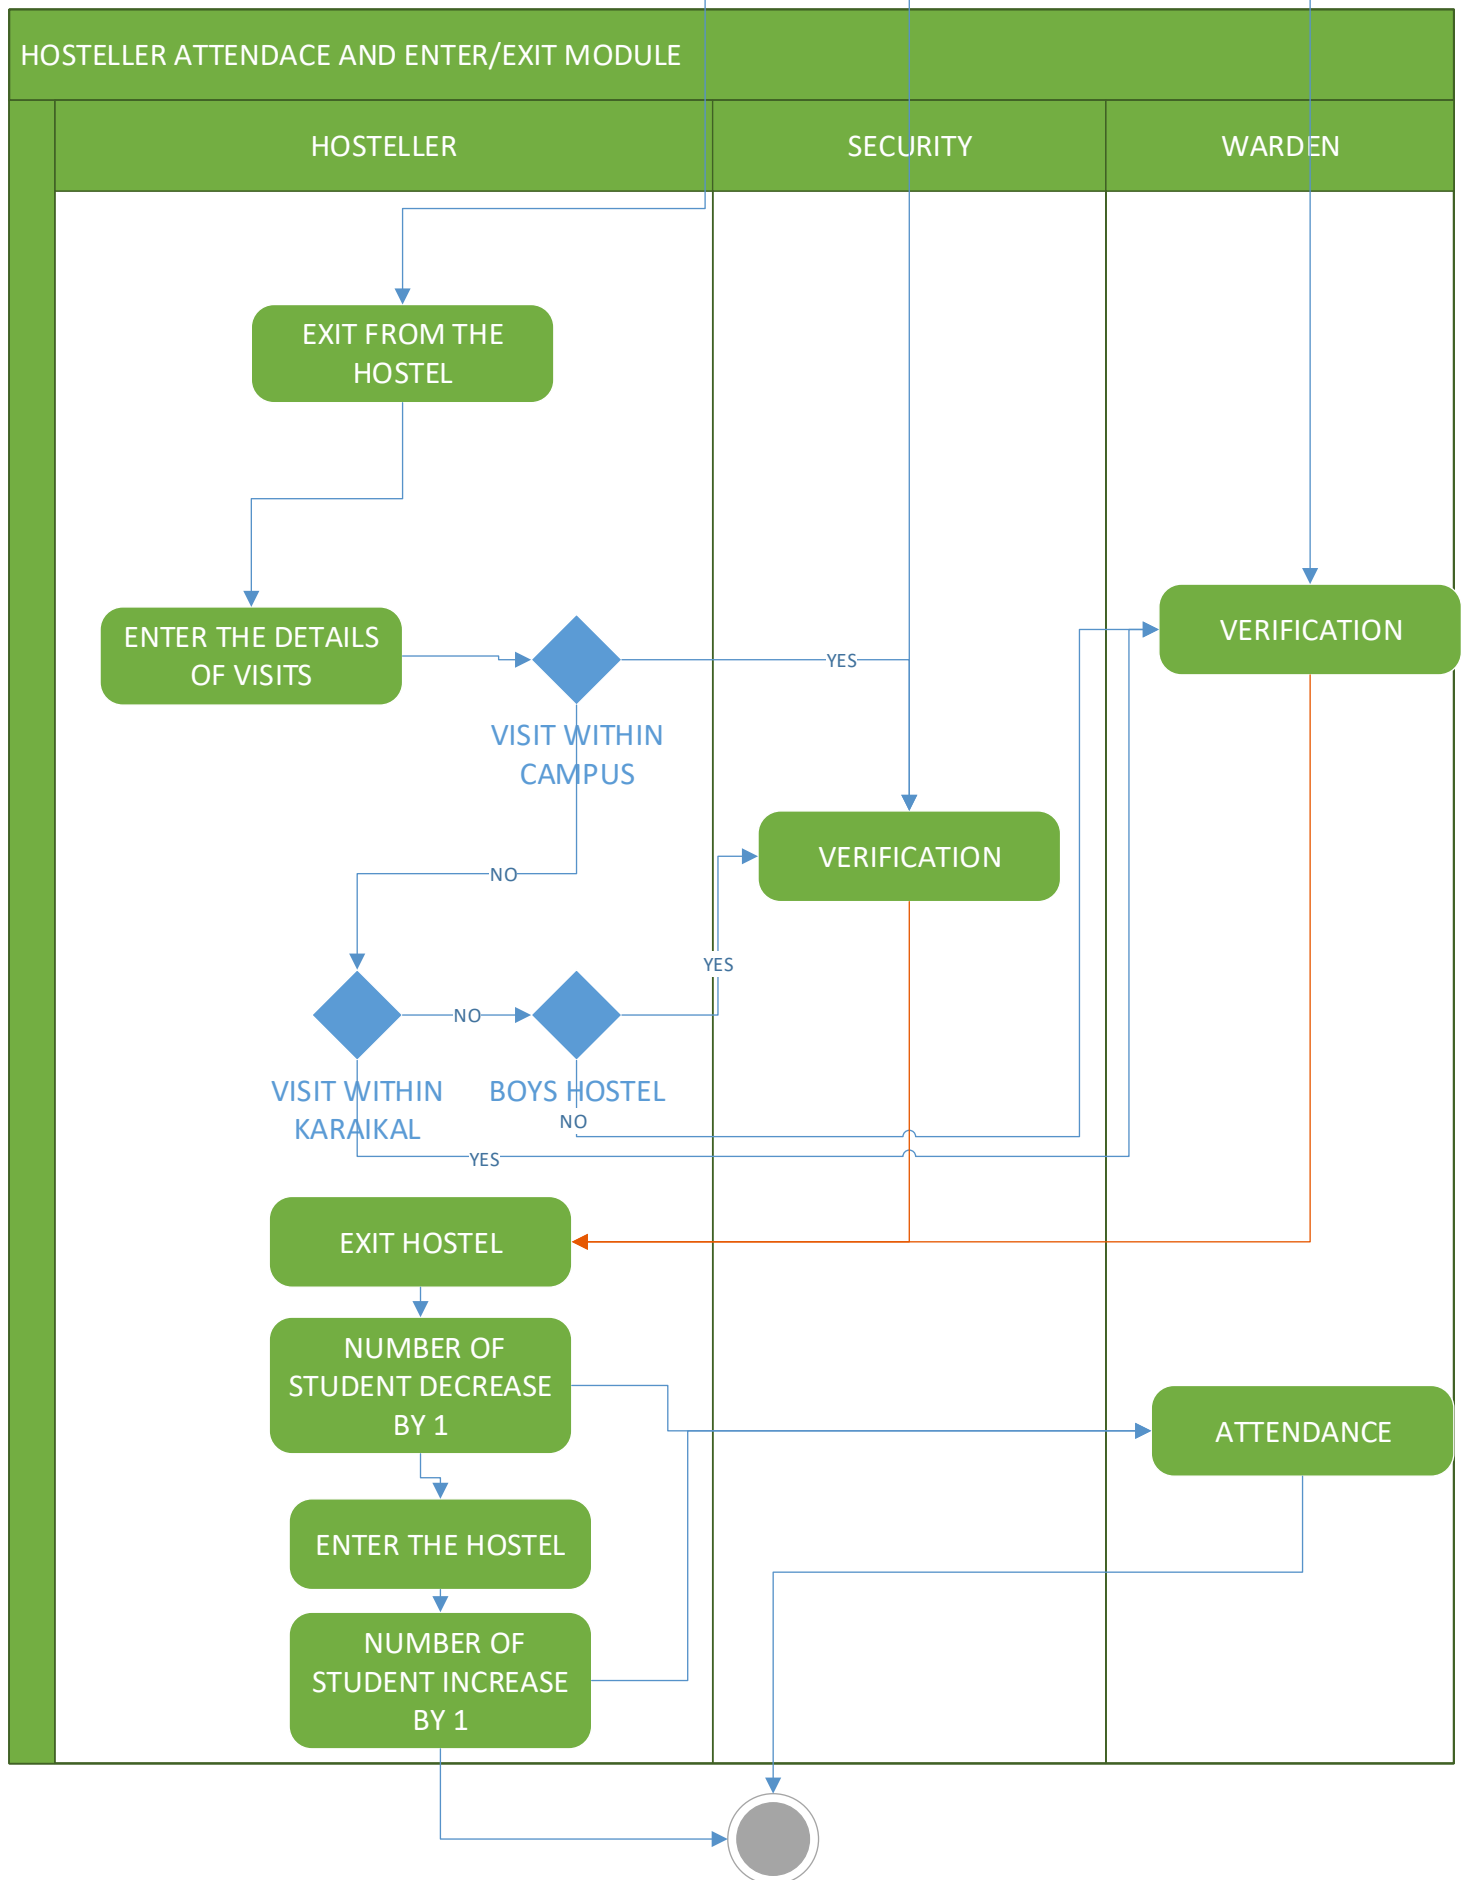 HOSTELLER ATTENDACE AND ENTER/EXIT MODULE
HOSTELLER
SECURITY
WARDEN
EXIT FROM THE
HOSTEL
ENTER THE DETAILS
OF VISITS
YES
VERIFICATION
VISIT WITHIN
CAMPUS
VERIFICATION
NO
YES
NO
VISIT WITHIN
KARAIKAL
BOYS HOSTEL
NO
YES
EXIT HOSTEL
NUMBER OF
STUDENT DECREASE
BY 1
ATTENDANCE
ENTER THE HOSTEL
NUMBER OF
STUDENT INCREASE
BY 1